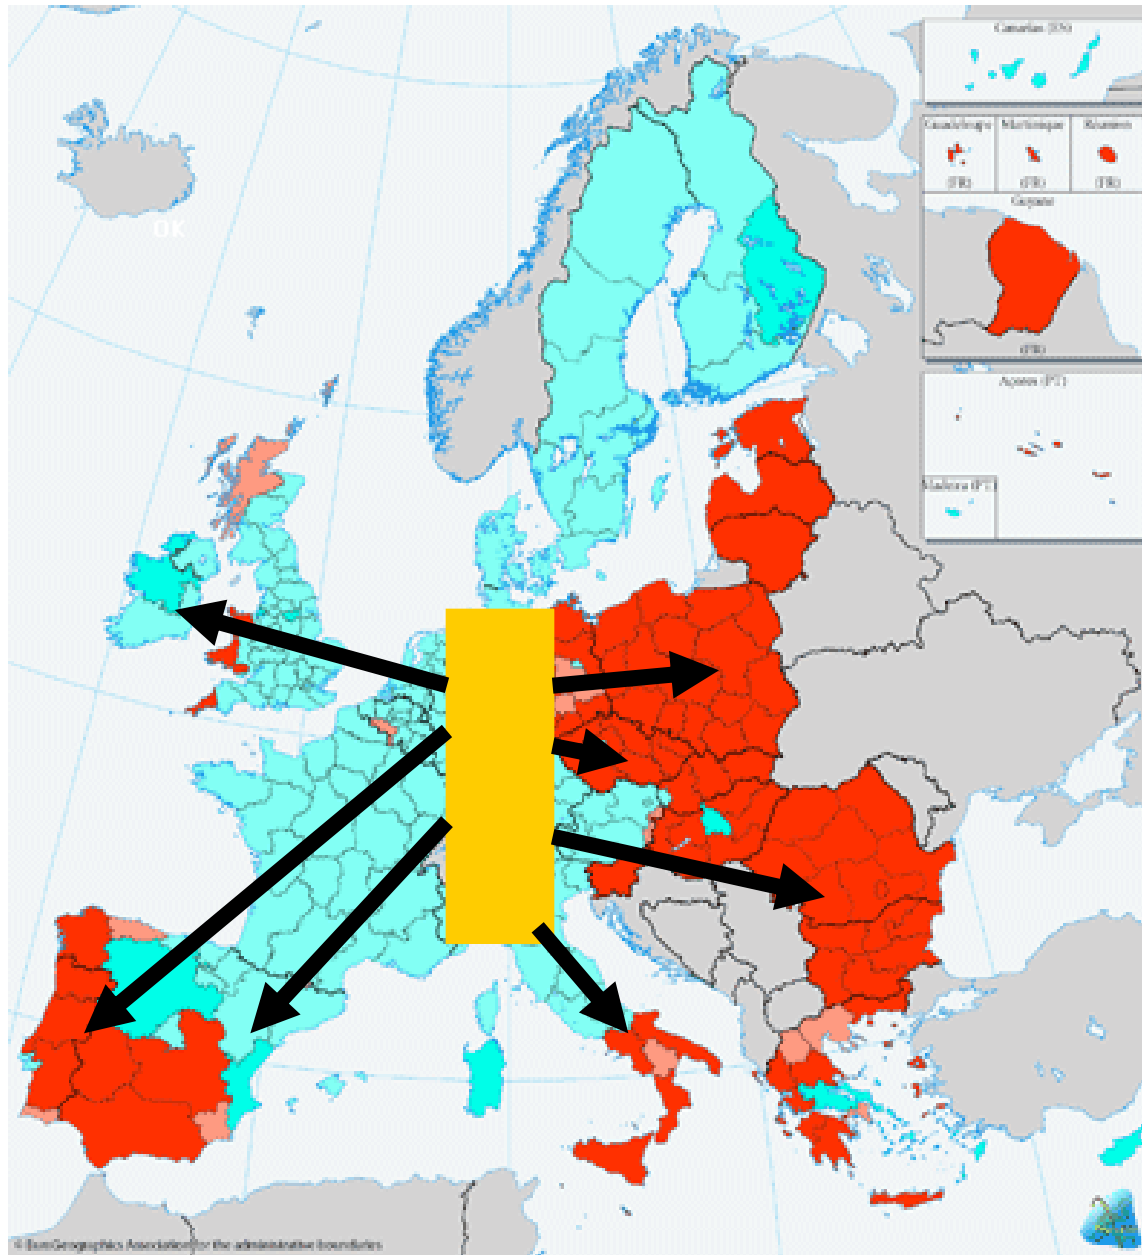 Canarias (ES)
Guadeloupe Martinique Réunion
(FR) (FR) (FR)
Guyane
(FR)
Açores (PT)
Madeira (PT)
DK
© EuroGeographics Association for the administrative boundaries